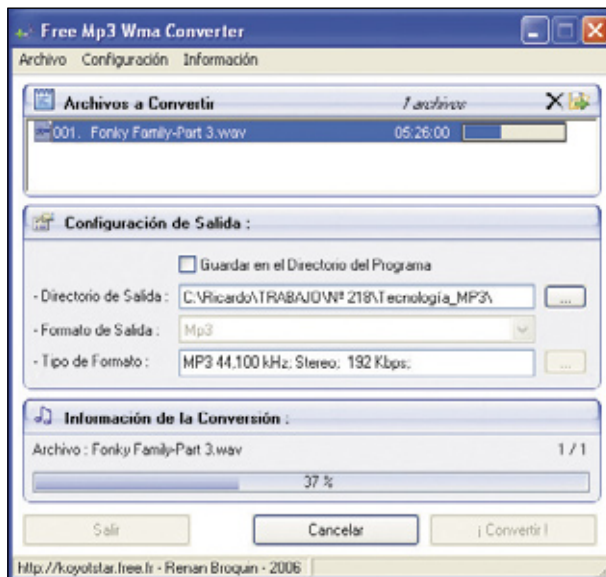 Free Mp3 Wma Converter
Archivo Configuración Información
Archivos a Convertir 1 archivos
001. Fonky Family-Part 3.wav 05:26:00
Configuración de Salida :
Guardar en el Directorio del Programa
- Directorio de Salida : C:\Ricardo\TRABAJO\Nº 218\Tecnología_MP3\ ...
- Formato de Salida : Mp3
- Tipo de Formato : MP3 44,100 kHz; Stereo; 192 Kbps; ...
Información de la Conversión :
Archivo : Fonky Family-Part 3.wav 1 / 1
37 %
Salir Cancelar ¡ Convertir !
http://koyotstar.free.fr - Renan Broquin - 2006